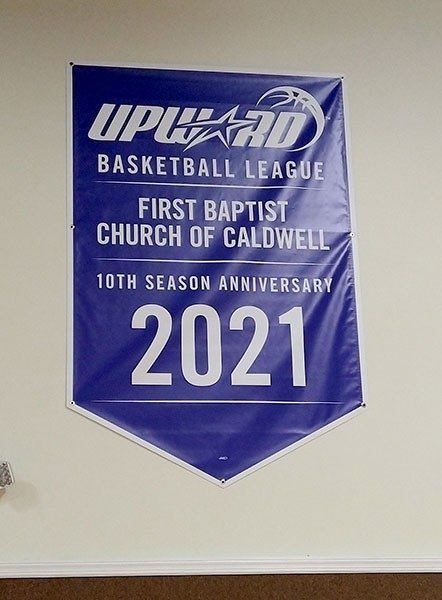 UPWARD
BASKETBALL LEAGUE
FIRST BAPTIST
CHURCH OF CALDWELL
10TH SEASON ANNIVERSARY
2021